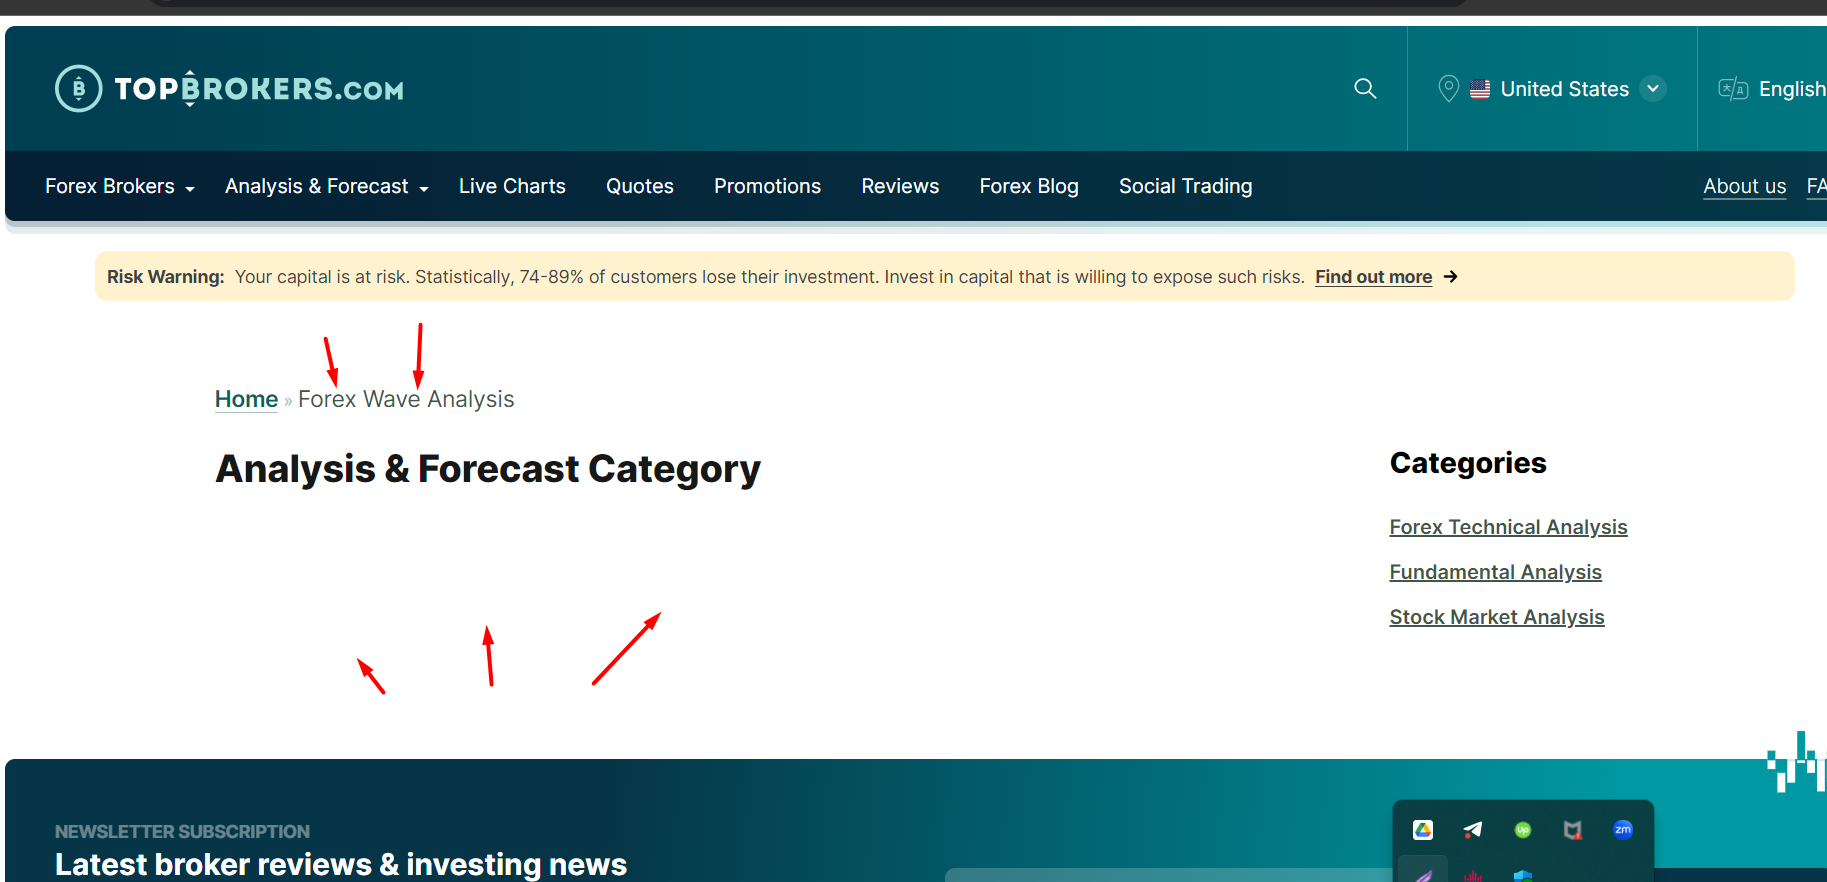 TOPBROKERS.COM
United States
English
Forex Brokers Analysis & Forecast Live Charts Quotes Promotions Reviews Forex Blog Social Trading About us
Risk Warning: Your capital is at risk. Statistically, 74-89% of customers lose their investment. Invest in capital that is willing to expose such risks. Find out more →
Home » Forex Wave Analysis
Analysis & Forecast Category
Categories
Forex Technical Analysis
Fundamental Analysis
Stock Market Analysis
NEWSLETTER SUBSCRIPTION
Latest broker reviews & investing news
Up
zm